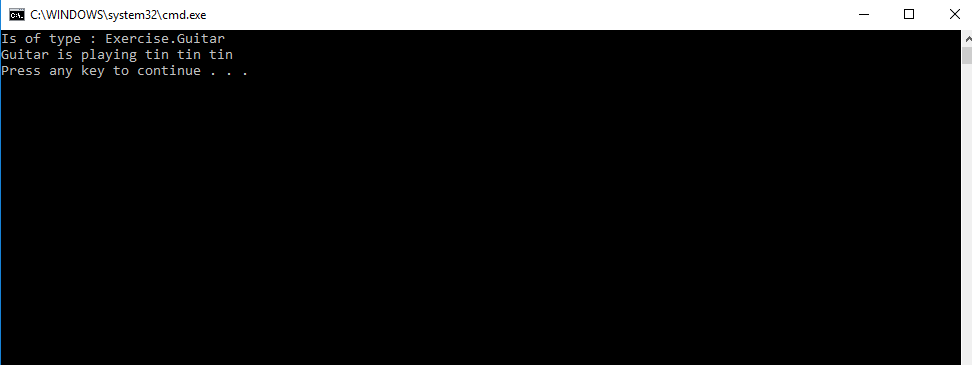 C:\WINDOWS\system32\cmd.exe
Is of type : Exercise.Guitar
Guitar is playing tin tin tin
Press any key to continue . . .